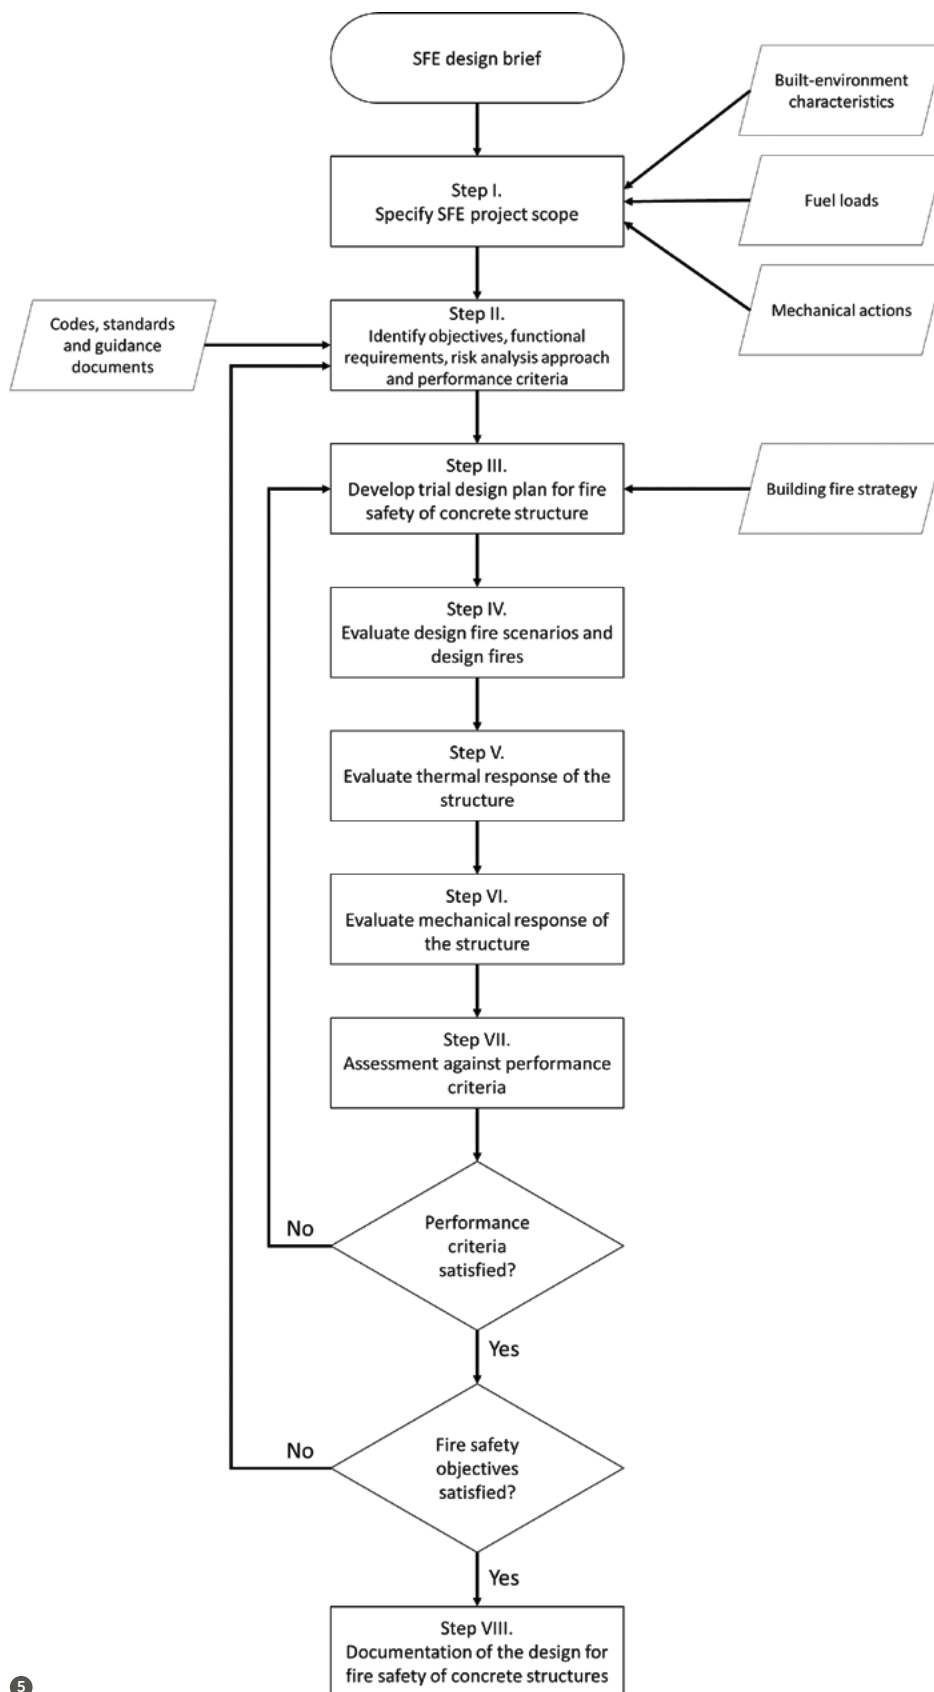 SFE design brief
Built-environment
characteristics
Step I.
Specify SFE project scope
Fuel loads
Mechanical actions
Codes, standards
and guidance
documents
Step II.
Identify objectives, functional
requirements, risk analysis approach
and performance criteria
Step III.
Develop trial design plan for fire
safety of concrete structure
Building fire strategy
Step IV.
Evaluate design fire scenarios and
design fires
Step V.
Evaluate thermal response of the
structure
Step VI.
Evaluate mechanical response of
the structure
Step VII.
Assessment against performance
criteria
No
Performance
criteria
satisfied?
Yes
No
Fire safety
objectives
satisfied?
Yes
Step VIII.
Documentation of the design for
fire safety of concrete structures
5